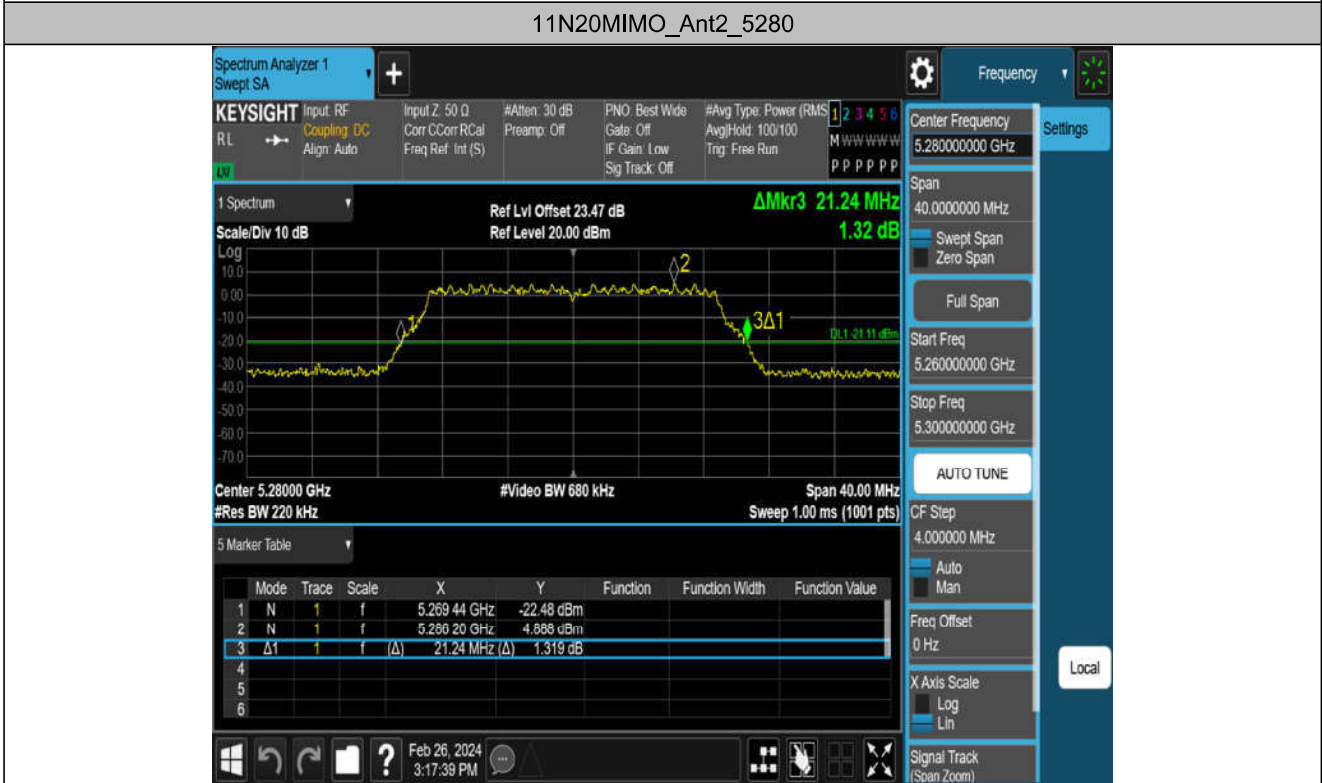 11N20MIMO_Ant2_5280
Spectrum Analyzer 1
Swept SA
Frequency
KEYSIGHT Input: RF
RL
Coupling: DC
Align: Auto
Input Z: 50 Ω
Corr CCorr RCal
Freq Ref: Int (S)
#Atten: 30 dB
Preamp: Off
PNO: Best Wide
Gate: Off
IF Gain: Low
Sig Track: Off
#Avg Type: Power (RMS
Avg|Hold: 100/100
Trig: Free Run
1 2 3 4 5 6
M W W W W W
P P P P P P
Center Frequency
5.280000000 GHz
Settings
1 Spectrum
Scale/Div 10 dB
Ref Lvl Offset 23.47 dB
Ref Level 20.00 dBm
ΔMkr3 21.24 MHz
1.32 dB
Span
40.0000000 MHz
Swept Span
Zero Span
Full Span
Start Freq
5.260000000 GHz
Stop Freq
5.300000000 GHz
AUTO TUNE
CF Step
4.000000 MHz
Auto
Man
Freq Offset
0 Hz
X Axis Scale
Log
Lin
Signal Track
(Span Zoom)
Local
Log
10.0
0.00
-10.0
-20.0
-30.0
-40.0
-50.0
-60.0
-70.0
1
2
3Δ1
DL1 -21.11 dBm
Center 5.28000 GHz
#Res BW 220 kHz
#Video BW 680 kHz
Span 40.00 MHz
Sweep 1.00 ms (1001 pts)
5 Marker Table
Mode Trace Scale X Y Function Function Width Function Value
1 N 1 f 5.269 44 GHz -22.48 dBm
2 N 1 f 5.286 20 GHz 4.888 dBm
3 Δ1 1 f (Δ) 21.24 MHz (Δ) 1.319 dB
4
5
6
?
Feb 26, 2024
3:17:39 PM